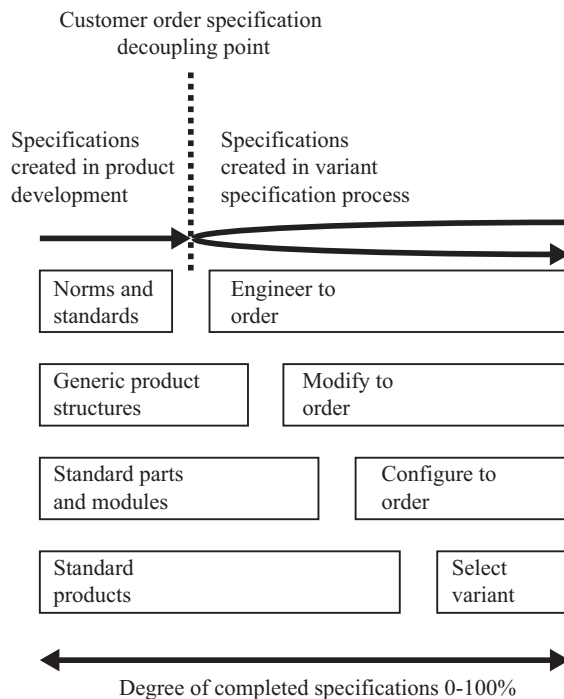 Customer order specification
decoupling point
Specifications
created in product
development
Specifications
created in variant
specification process
Norms and
standards
Engineer to
order
Generic product
structures
Modify to
order
Standard parts
and modules
Configure to
order
Standard
products
Select
variant
Degree of completed specifications 0-100%